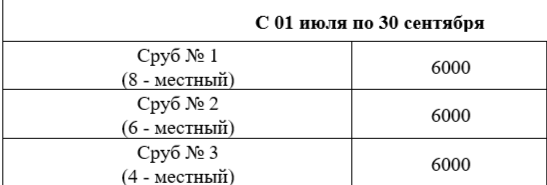 С 01 июля по 30 сентября
Сруб № 1
(8 - местный)
6000
Сруб № 2
(6 - местный)
6000
Сруб № 3
(4 - местный)
6000